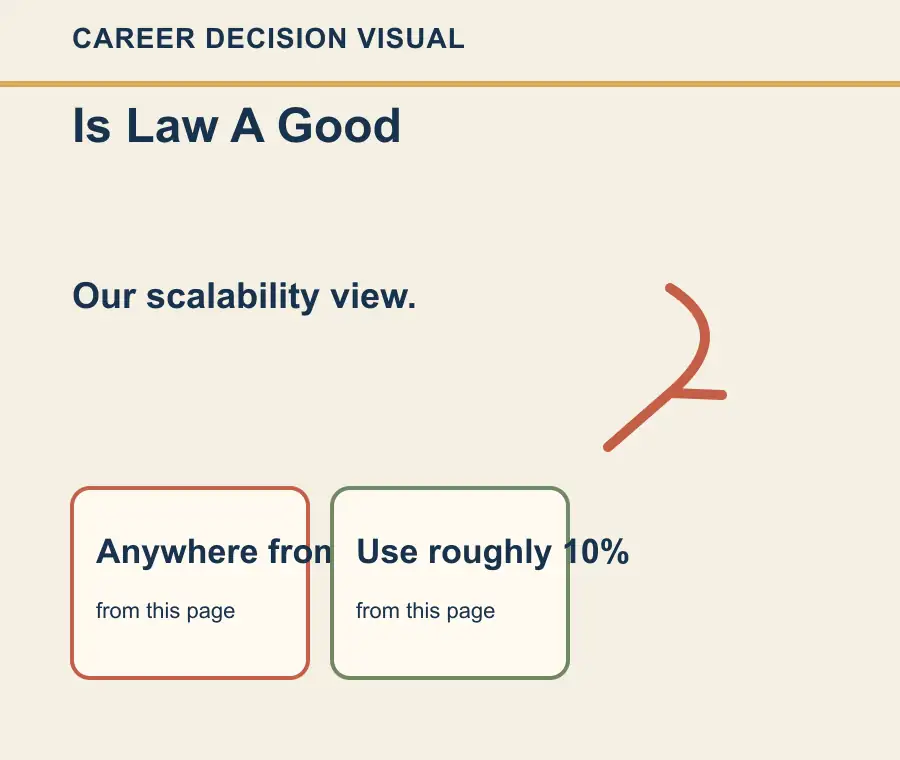 CAREER DECISION VISUAL
Is Law A Good
Our scalability view.
Anywhere
from this page
Use roughly 10%
from this page